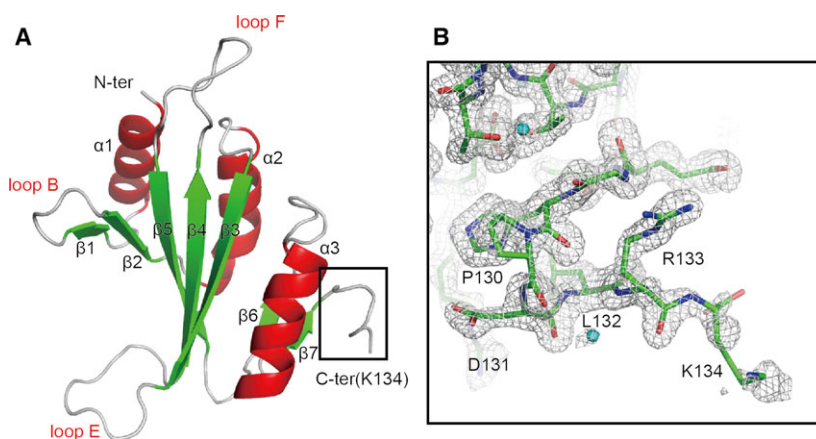 A
loop F
N-ter
α1
α2
loop B
β5
β4
β3
β1
β2
α3
β6
β7
C-ter(K134)
loop E
B
P130
R133
L132
D131
K134